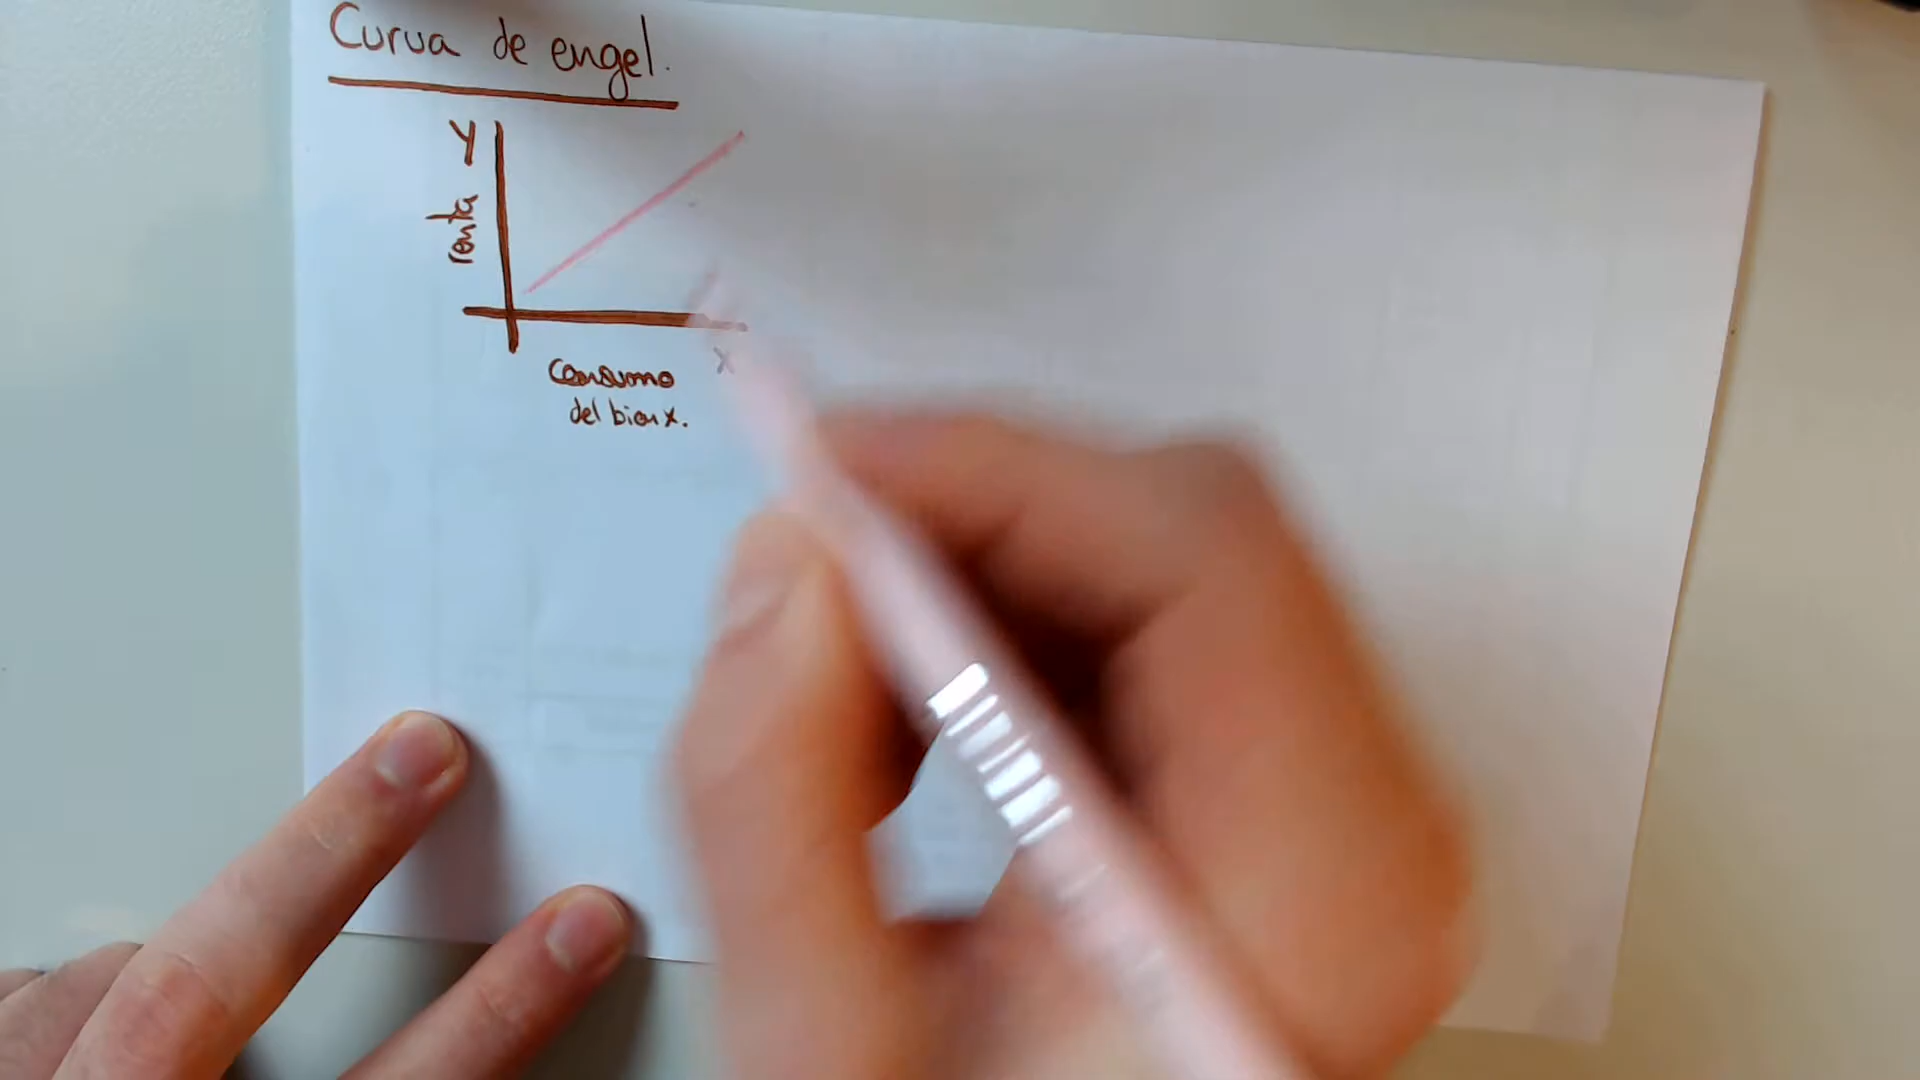 Curva de engel.
Y
renta
X
Consumo
del bien x.